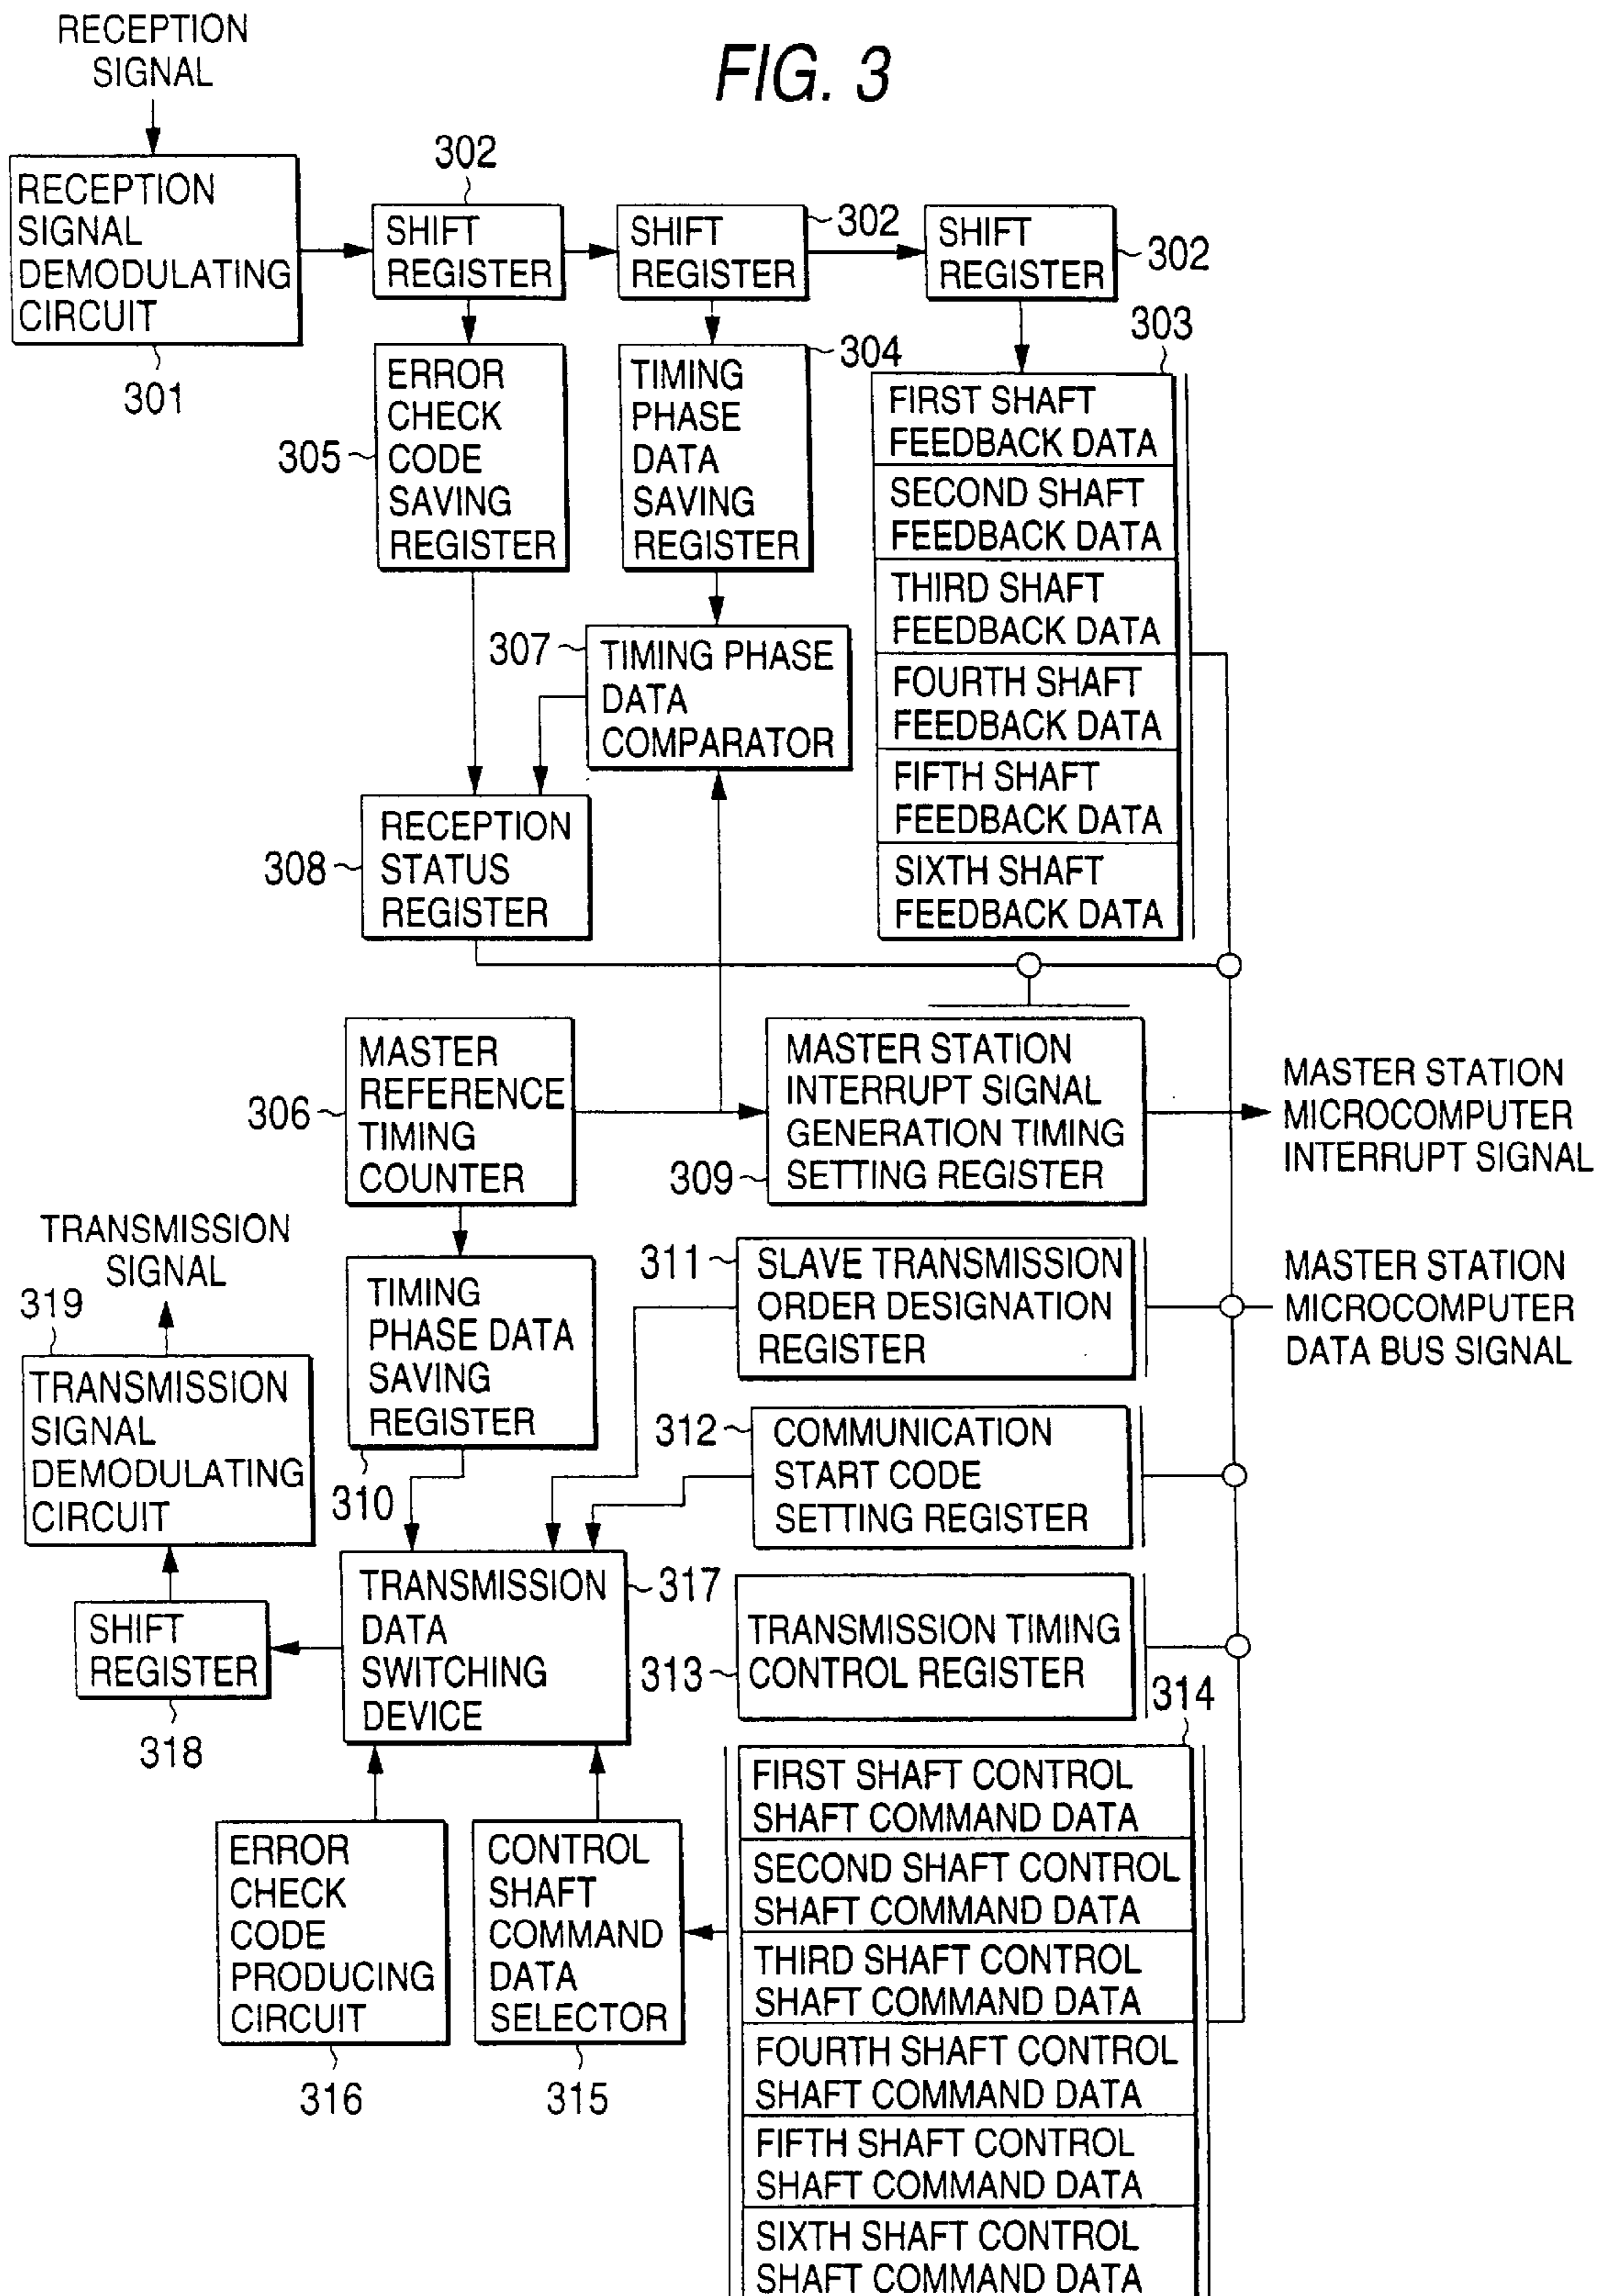 RECEPTION
SIGNAL
FIG. 3
RECEPTION
SIGNAL
DEMODULATING
CIRCUIT
301
302
SHIFT
REGISTER
SHIFT
REGISTER
302
SHIFT
REGISTER
302
305
ERROR
CHECK
CODE
SAVING
REGISTER
304
TIMING
PHASE
DATA
SAVING
REGISTER
303
FIRST SHAFT
FEEDBACK DATA
SECOND SHAFT
FEEDBACK DATA
THIRD SHAFT
FEEDBACK DATA
FOURTH SHAFT
FEEDBACK DATA
FIFTH SHAFT
FEEDBACK DATA
SIXTH SHAFT
FEEDBACK DATA
307
TIMING PHASE
DATA
COMPARATOR
308
RECEPTION
STATUS
REGISTER
306
MASTER
REFERENCE
TIMING
COUNTER
309
MASTER STATION
INTERRUPT SIGNAL
GENERATION TIMING
SETTING REGISTER
MASTER STATION
MICROCOMPUTER
INTERRUPT SIGNAL
TRANSMISSION
SIGNAL
319
TRANSMISSION
SIGNAL
DEMODULATING
CIRCUIT
TIMING
PHASE DATA
SAVING
REGISTER
310
311
SLAVE TRANSMISSION
ORDER DESIGNATION
REGISTER
MASTER STATION
MICROCOMPUTER
DATA BUS SIGNAL
312
COMMUNICATION
START CODE
SETTING REGISTER
SHIFT
REGISTER
318
TRANSMISSION
DATA
SWITCHING
DEVICE
317
313
TRANSMISSION TIMING
CONTROL REGISTER
314
ERROR
CHECK
CODE
PRODUCING
CIRCUIT
316
CONTROL
SHAFT
COMMAND
DATA
SELECTOR
315
FIRST SHAFT CONTROL
SHAFT COMMAND DATA
SECOND SHAFT CONTROL
SHAFT COMMAND DATA
THIRD SHAFT CONTROL
SHAFT COMMAND DATA
FOURTH SHAFT CONTROL
SHAFT COMMAND DATA
FIFTH SHAFT CONTROL
SHAFT COMMAND DATA
SIXTH SHAFT CONTROL
SHAFT COMMAND DATA